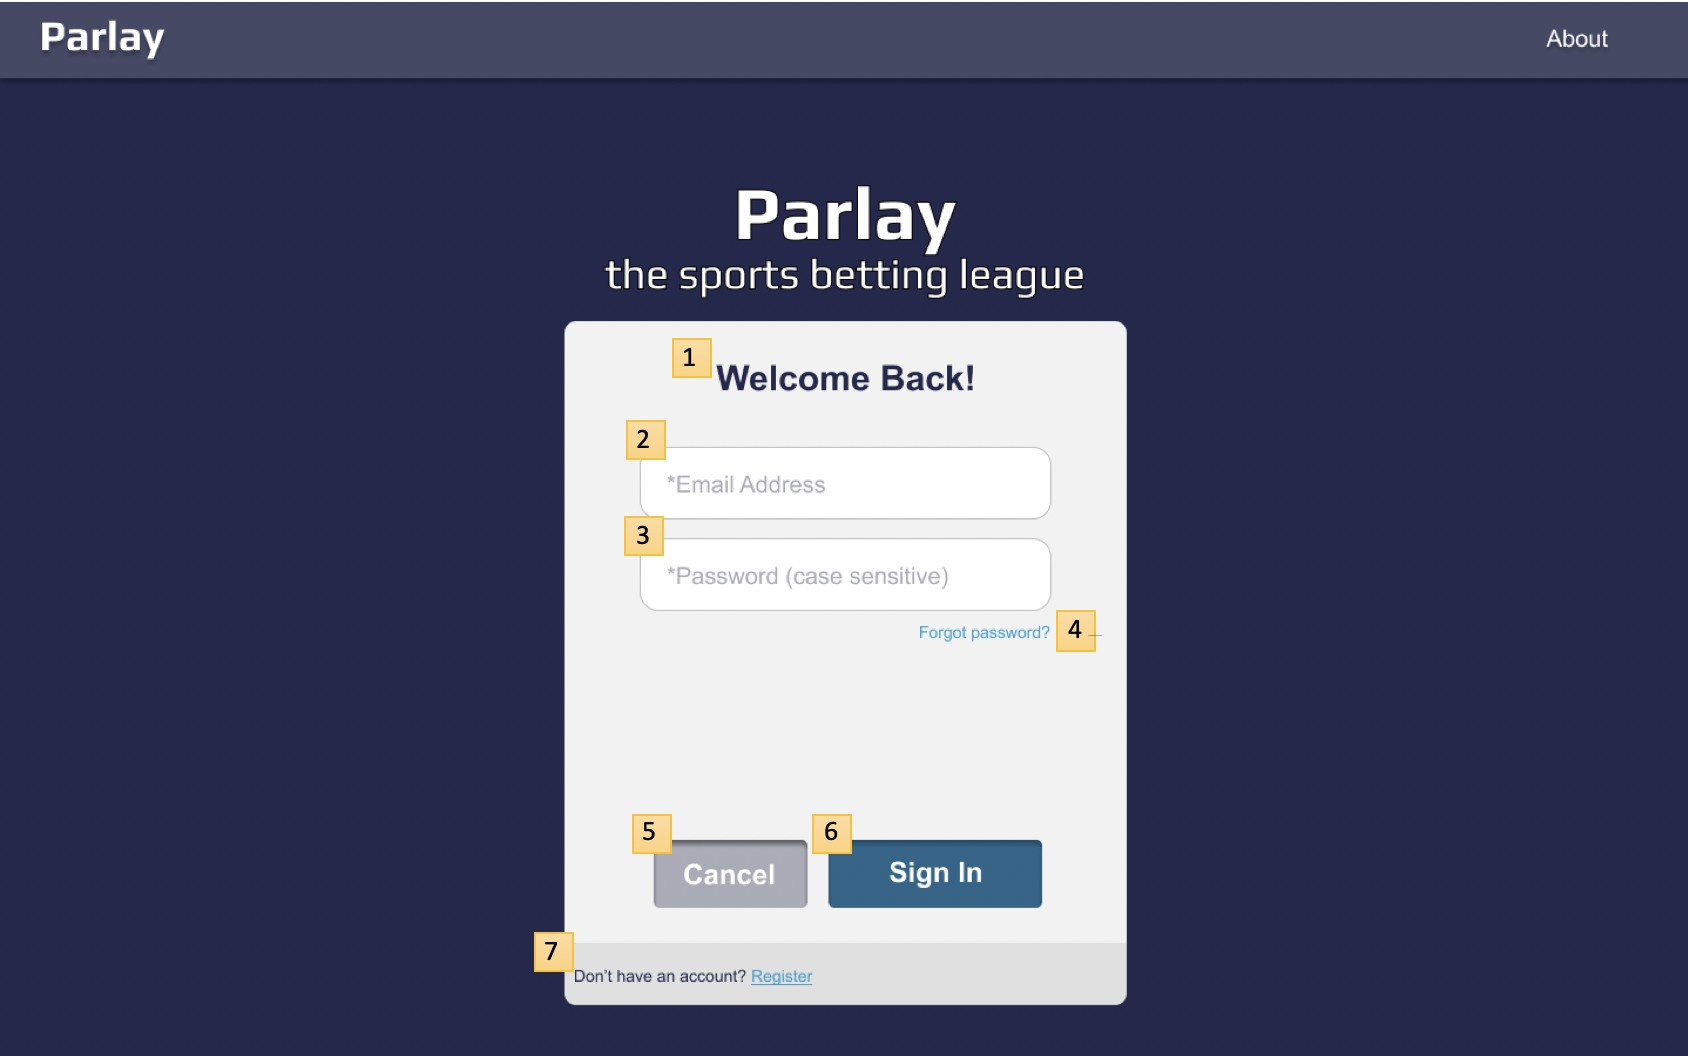 Parlay
About
Parlay
the sports betting league
1
Welcome Back!
2
*Email Address
3
*Password (case sensitive)
Forgot password?
4
5
Cancel
6
Sign In
7
Don't have an account? Register